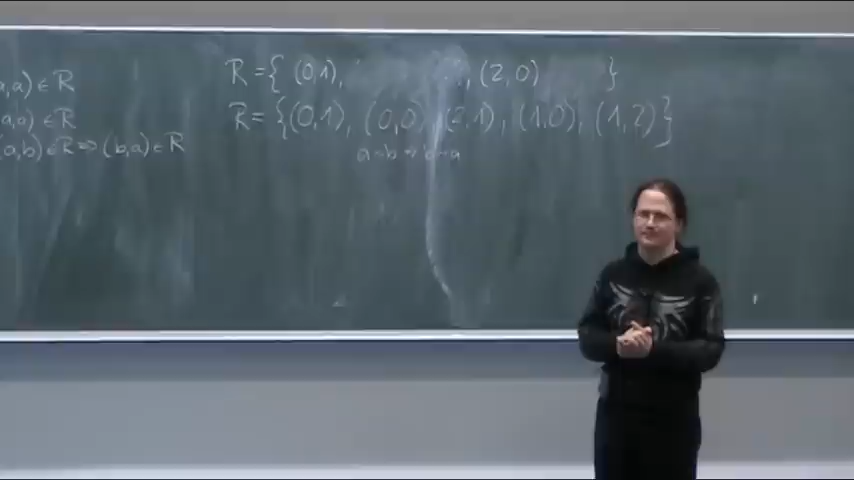 a,a) ∈ R
a,a) ∈ R
(a,b) ∈ R ⇒ (b,a) ∈ R
R = { (0,1), , (2,0) }
R = {(0,1), (0,0), (2,1), (1,0), (1,2)}